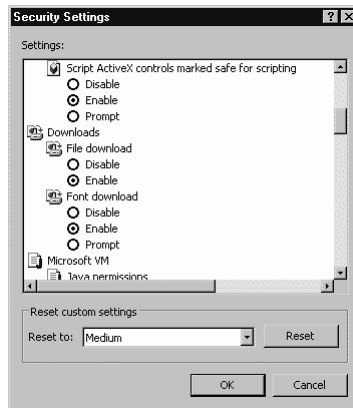 Security Settings
Settings:
Script ActiveX controls marked safe for scripting
Disable
Enable
Prompt
Downloads
File download
Disable
Enable
Font download
Disable
Enable
Prompt
Microsoft VM
Java permissions
Reset custom settings
Reset to: Medium Reset
OK Cancel